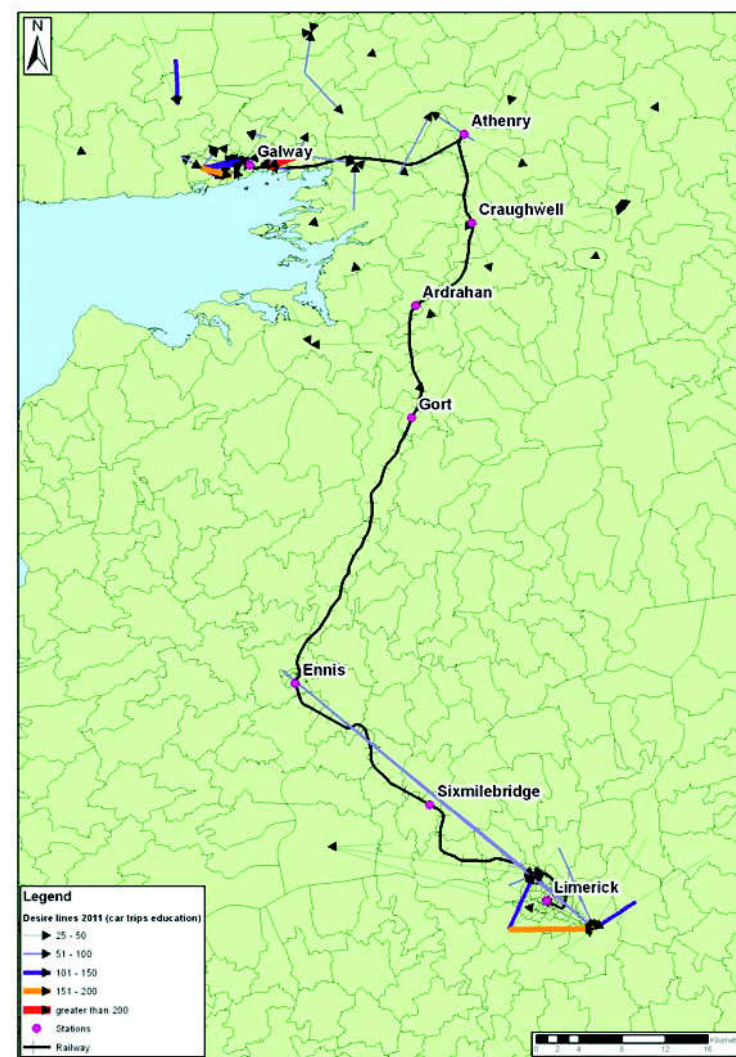 N
Athenry
Galway
Craughwell
Ardrahan
Gort
Ennis
Sixmilebridge
Limerick
Legend
Desire lines 2011 (car trips education)
25 - 50
51 - 100
101 - 150
151 - 200
greater than 200
Stations
Railway
0 2 4 8 12 16